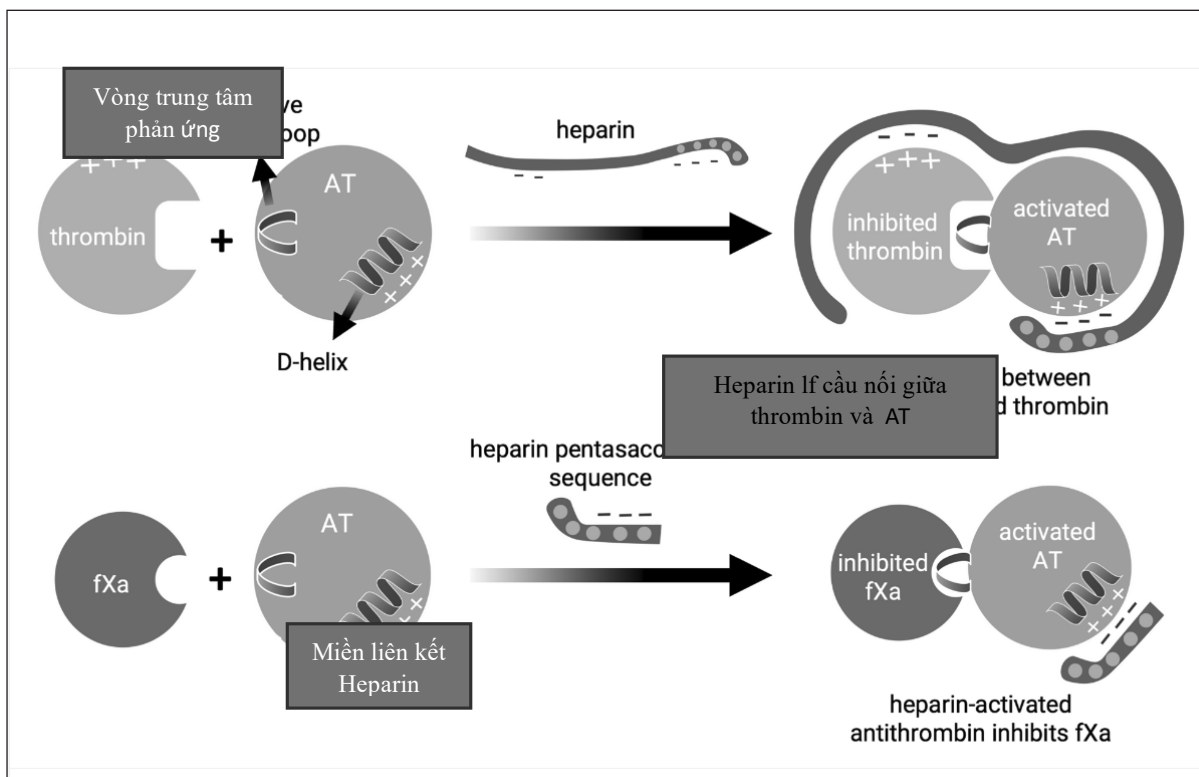 Vòng trung tâm
phản ứng
ve
oop
heparin
AT
thrombin
+
+++
+++
D-helix
- -
- - - -
- - -
+++
inhibited
thrombin
activated
AT
+++
- - -
Heparin lf cầu nối giữa
thrombin và AT
between
d thrombin
heparin pentasacc
sequence
- - - -
AT
fXa
+
Miền liên kết
Heparin
inhibited
fXa
activated
AT
+++
- - - -
heparin-activated
antithrombin inhibits fXa